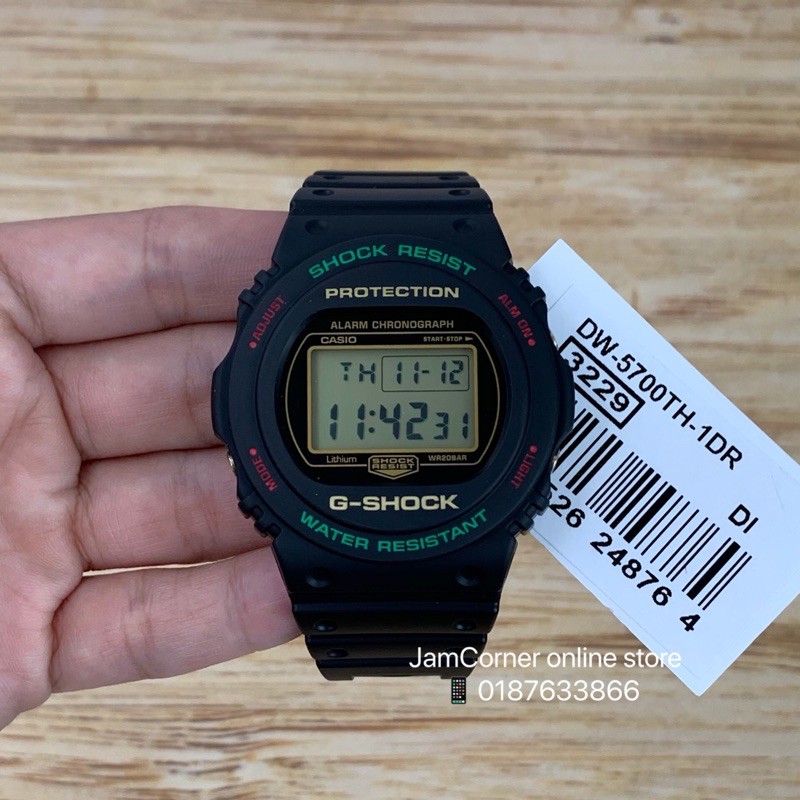 SHOCK RESIST
PROTECTION
ADJUST
ALM ON
ALARM CHRONOGRAPH
CASIO
START·STOP
TH 11-12
11:42 31
Lithium
SHOCK RESIST
WR20BAR
MODE
LIGHT
G-SHOCK
WATER RESISTANT
DW-5700TH-1DR
3229
DI
526 24876 4
JamCorner online store
0187633866